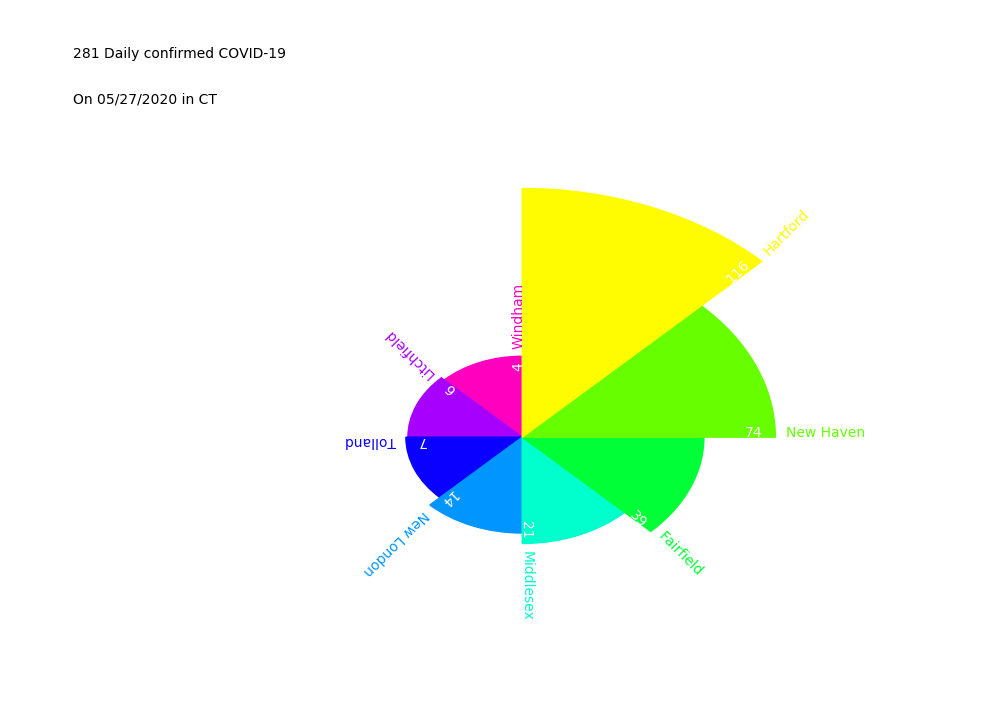 281 Daily confirmed COVID-19
On 05/27/2020 in CT
Hartford
116
New Haven
74
Fairfield
39
Middlesex
21
New London
14
Tolland
7
Litchfield
6
Windham
4